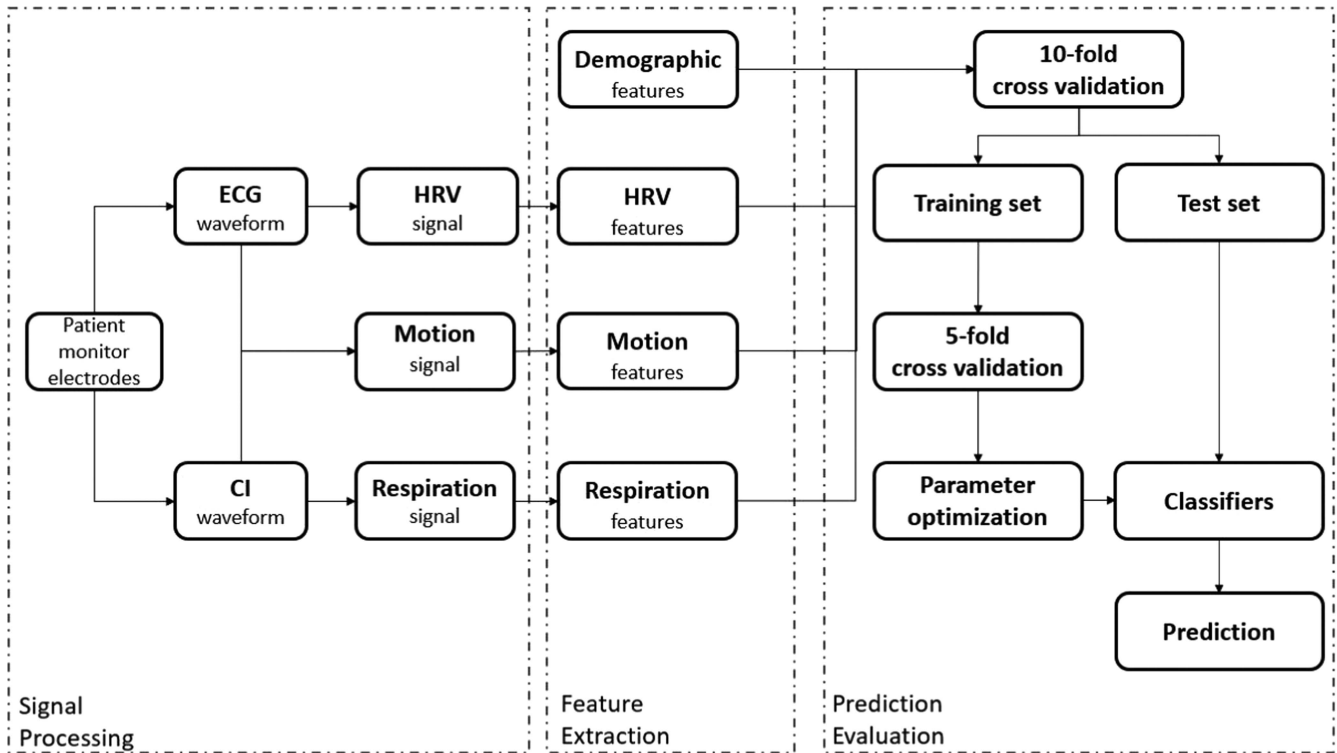 Patient
monitor
electrodes
ECG
waveform
CI
waveform
HRV
signal
Motion
signal
Respiration
signal
Signal
Processing
Demographic
features
HRV
features
Motion
features
Respiration
features
Feature
Extraction
10-fold
cross validation
Training set
Test set
5-fold
cross validation
Parameter
optimization
Classifiers
Prediction
Prediction
Evaluation